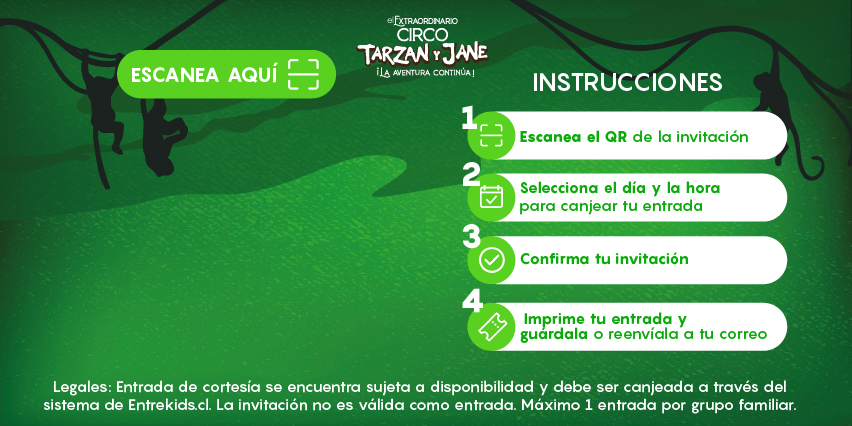 el EXTRAORDINARIO
CIRCO
TARZAN Y JANE
¡LA AVENTURA CONTINÚA!
ESCANEA AQUÍ
INSTRUCCIONES
1
Escanea el QR de la invitación
2
Selecciona el día y la hora
para canjear tu entrada
3
Confirma tu invitación
4
Imprime tu entrada y
guárdala o reenvíala a tu correo
Legales: Entrada de cortesía se encuentra sujeta a disponibilidad y debe ser canjeada a través del
sistema de Entrekids.cl. La invitación no es válida como entrada. Máximo 1 entrada por grupo familiar.